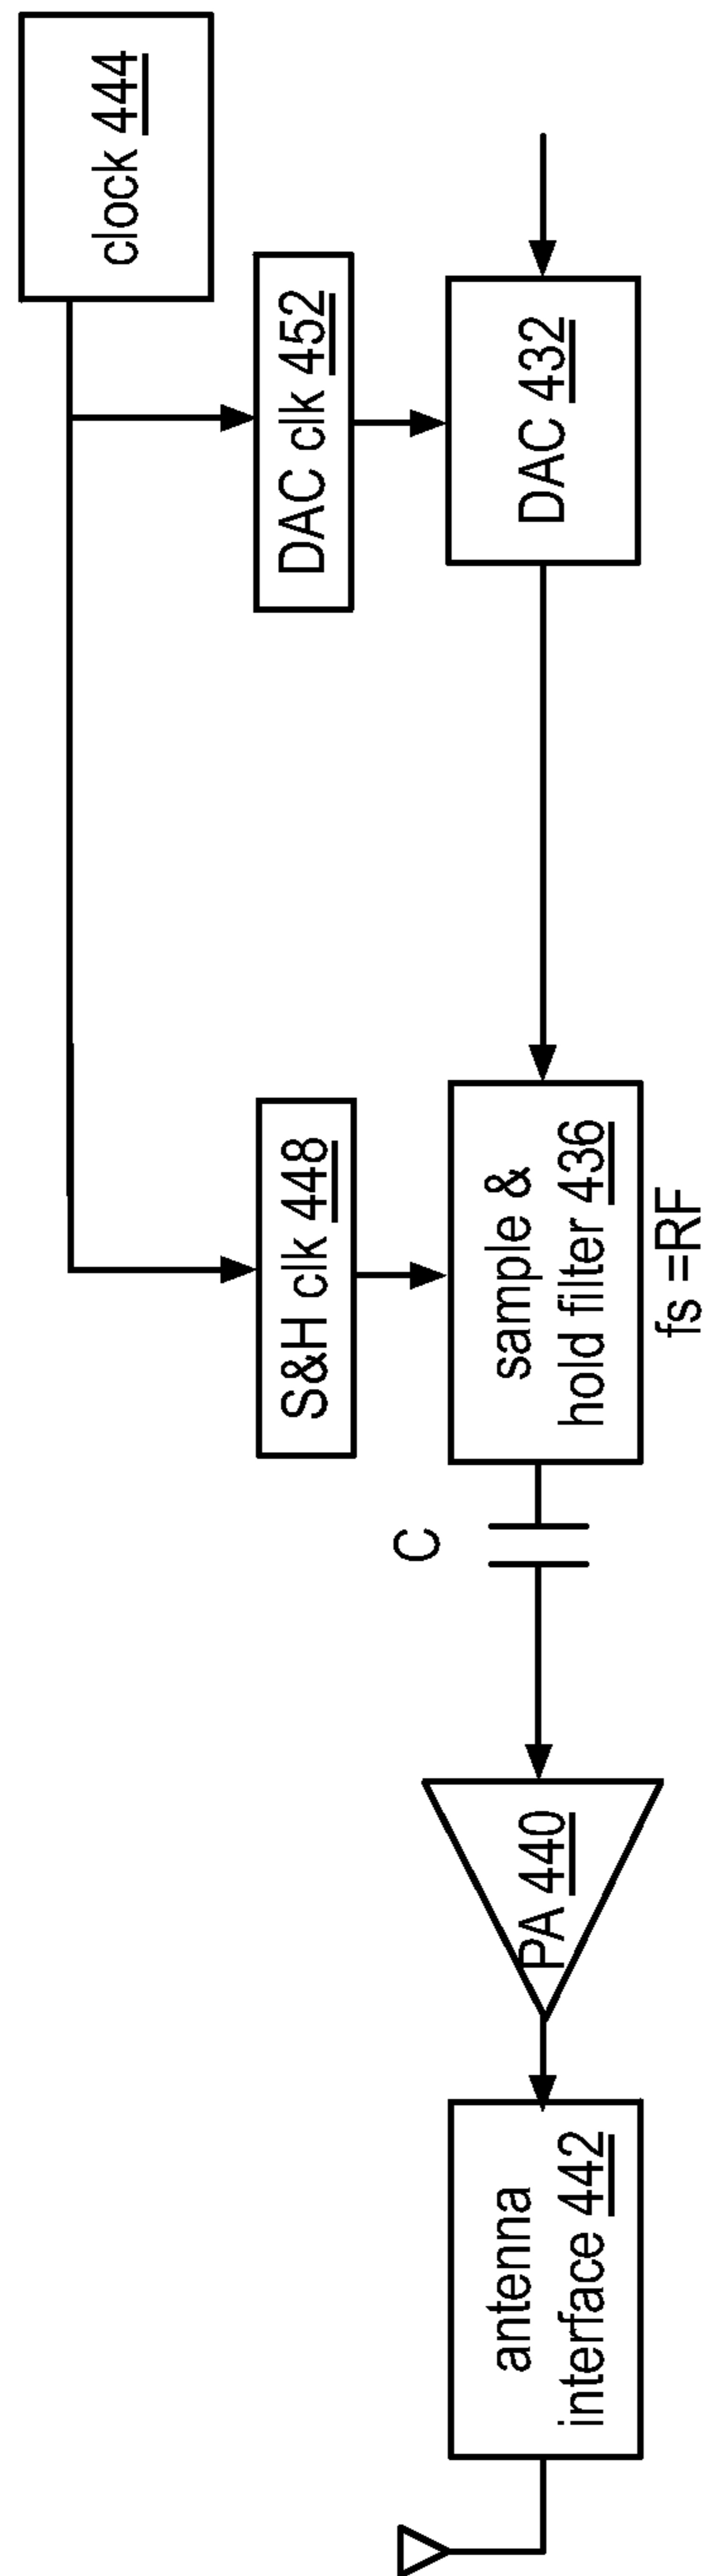 clock 444
DAC clk 452
DAC 432
S&H clk 448
sample &
hold filter 436
fs =RF
C
PA 440
antenna
interface 442